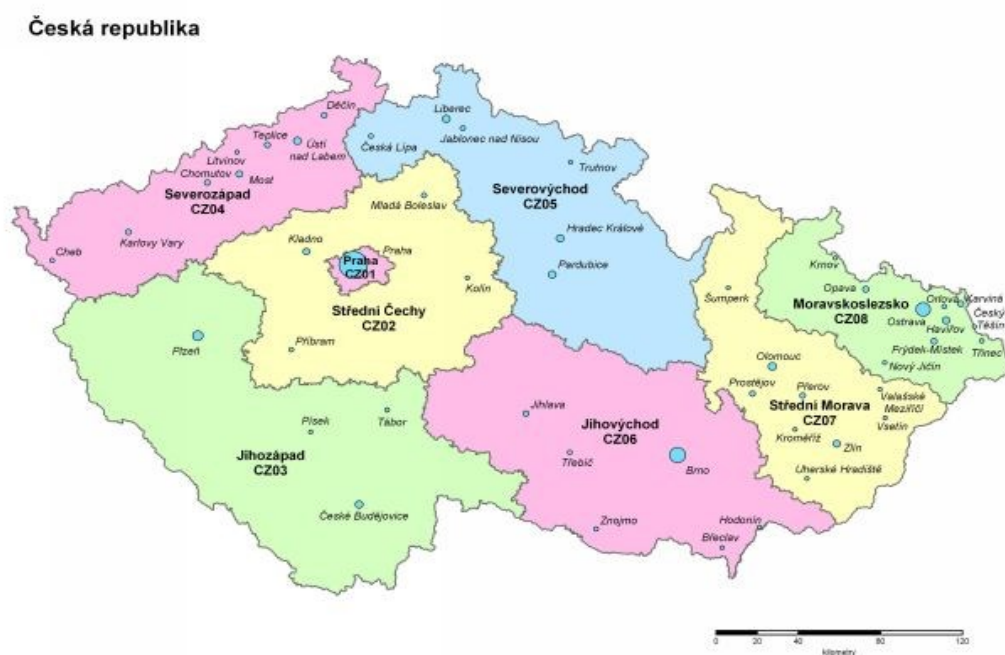 Česká republika
Děčín
Teplice
Ústí
nad Labem
Litvínov
Chomutov
Most
Severozápad
CZ04
Karlovy Vary
Cheb
Liberec
Jablonec nad Nisou
Česká Lípa
Trutnov
Severovýchod
CZ05
Hradec Králové
Pardubice
Mladá Boleslav
Kladno
Praha
Praha
CZ01
Kolín
Střední Čechy
CZ02
Příbram
Plzeň
Písek
Tábor
Jihozápad
CZ03
České Budějovice
Jihlava
Jihovýchod
CZ06
Třebíč
Brno
Znojmo
Hodonín
Břeclav
Šumperk
Olomouc
Prostějov
Přerov
Valašské
Meziříčí
Střední Morava
CZ07
Vsetín
Kroměříž
Zlín
Uherské Hradiště
Krnov
Opava
Orlová
Karviná
Moravskoslezsko
CZ08
Český
Těšín
Ostrava
Havířov
Frýdek-Místek
Třinec
Nový Jičín
0 20 40 80 120
kilometry